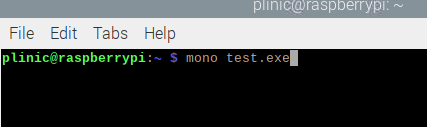 plinic@raspberrypi: ~
File Edit Tabs Help
plinic@raspberrypi:~ $ mono test.exe